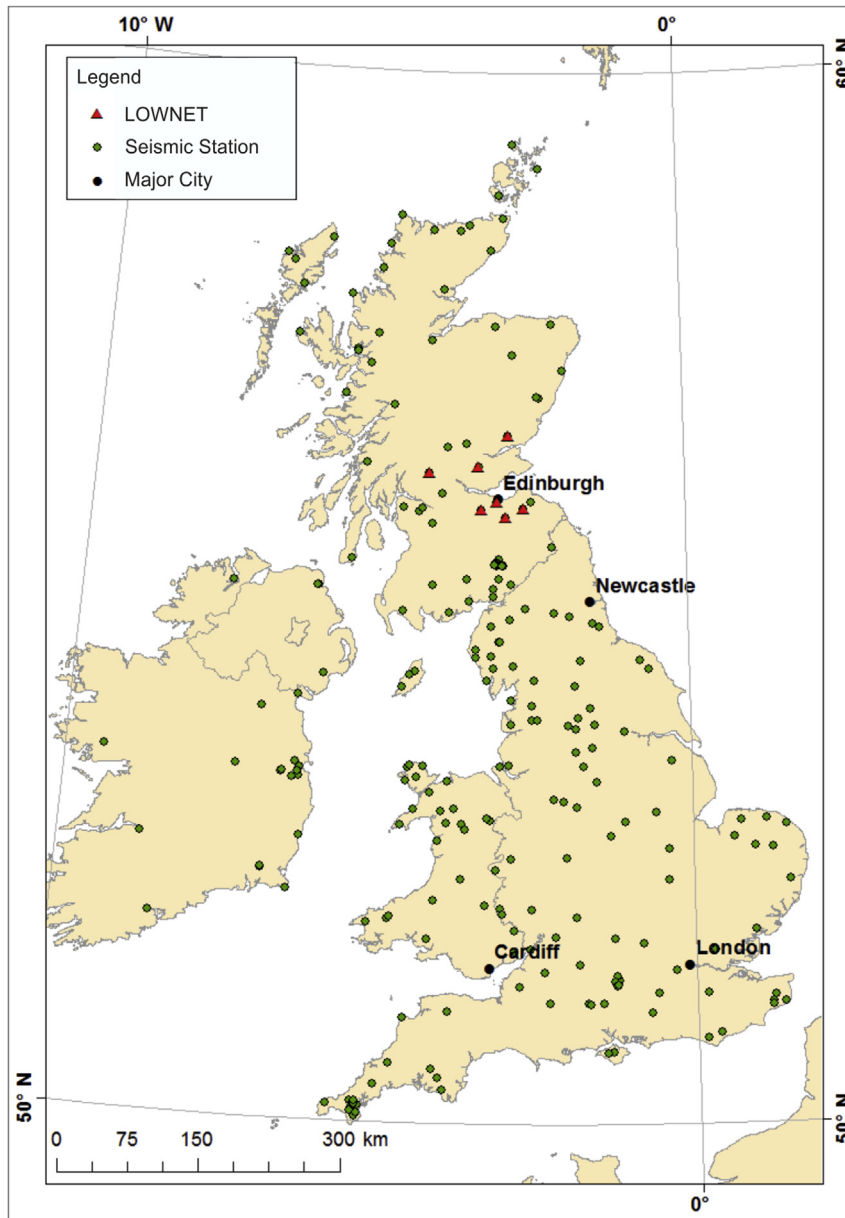 10° W
0°
60° N
Legend
LOWNET
Seismic Station
Major City
Edinburgh
Newcastle
Cardiff
London
50° N
50° N
0 75 150 300 km
0°